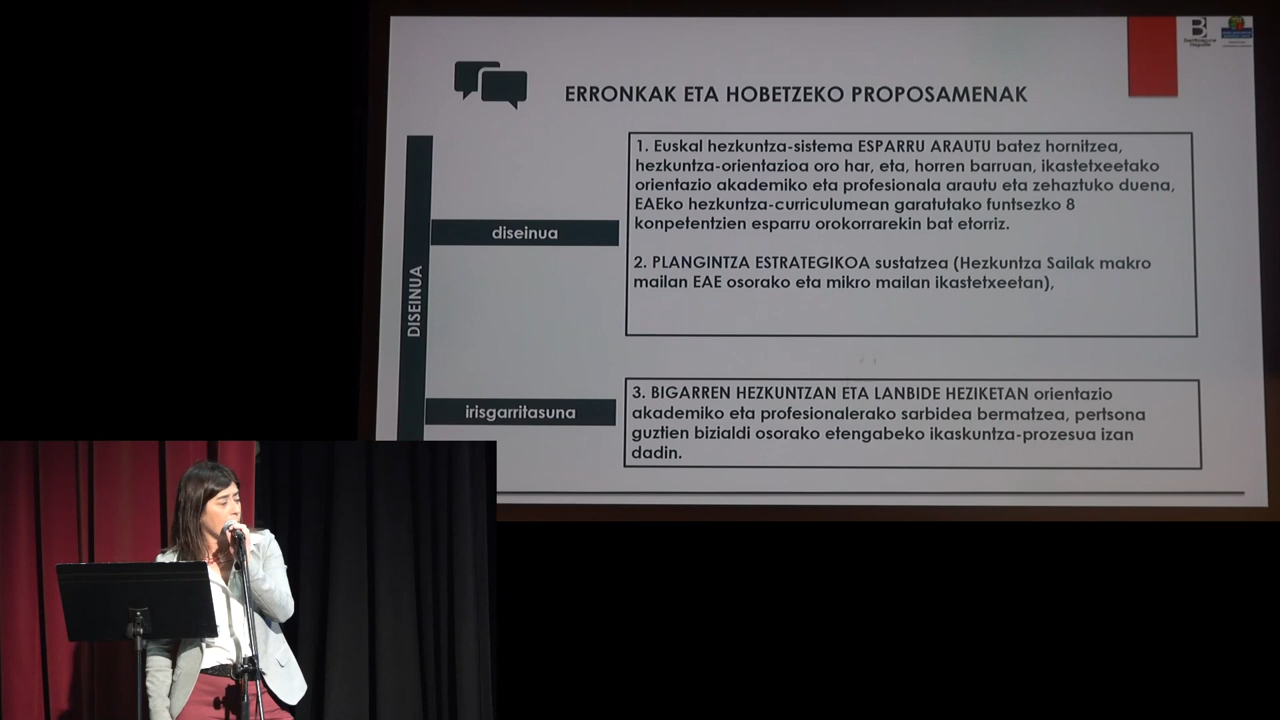 ERRONKAK ETA HOBETZEKO PROPOSAMENAK
DISEINUA
diseinua
1. Euskal hezkuntza-sistema ESPARRU ARAUTU batez hornitzea,
hezkuntza-orientazioa oro har, eta, horren barruan, ikastetxeetako
orientazio akademiko eta profesionala arautu eta zehaztuko duena,
EAEko hezkuntza-curriculumean garatutako funtsezko 8
konpetentzien esparru orokorrarekin bat etorriz.
2. PLANGINTZA ESTRATEGIKOA sustatzea (Hezkuntza Sailak makro
mailan EAE osorako eta mikro mailan ikastetxeetan),
irisgarritasuna
3. BIGARREN HEZKUNTZAN ETA LANBIDE HEZIKETAN orientazio
akademiko eta profesionalerako sarbidea bermatzea, pertsona
guztien bizialdi osorako etengabeko ikaskuntza-prozesua izan
dadin.